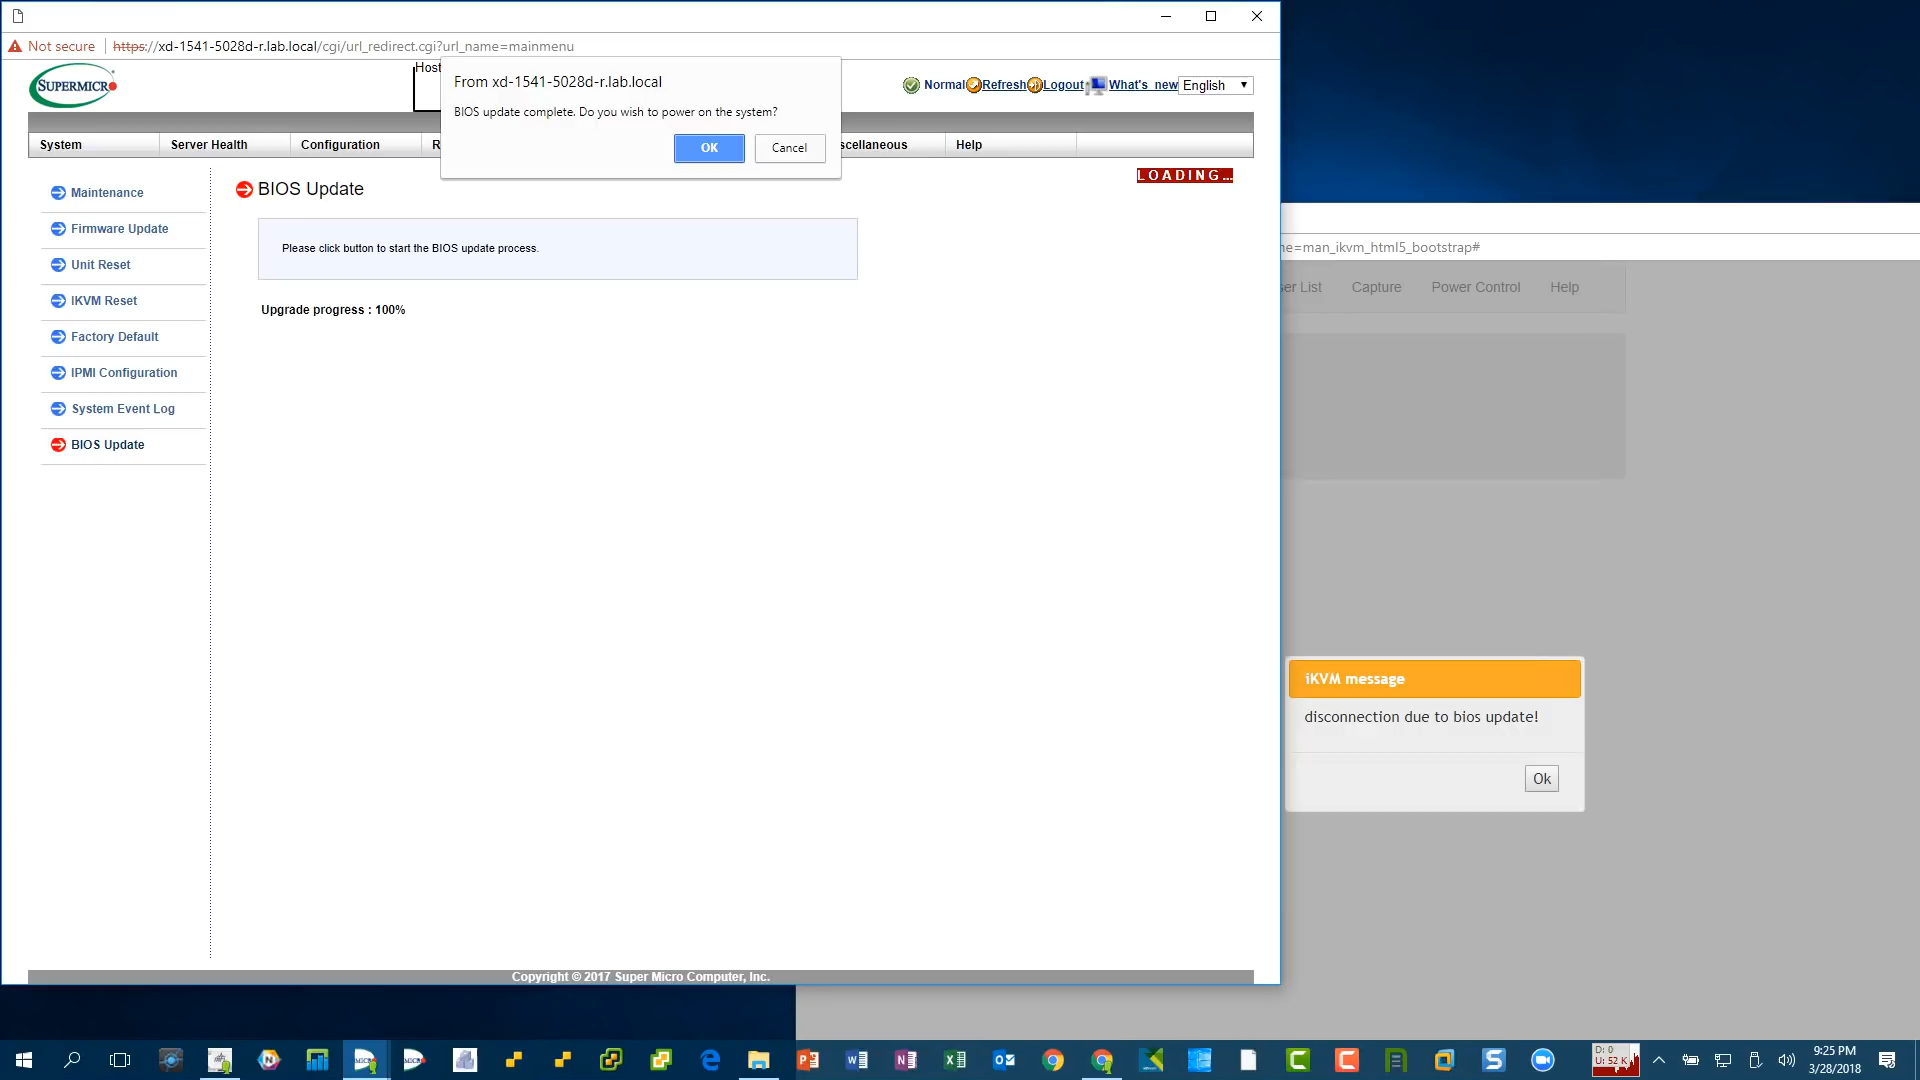 Not secure
https://xd-1541-5028d-r.lab.local/cgi/url_redirect.cgi?url_name=mainmenu
SUPERMICR
Host
From xd-1541-5028d-r.lab.local
BIOS update complete. Do you wish to power on the system?
OK
Cancel
Normal
Refresh
Logout
What's new
English
System
Server Health
Configuration
R
scellaneous
Help
LOADING...
Maintenance
Firmware Update
Unit Reset
IKVM Reset
Factory Default
IPMI Configuration
System Event Log
BIOS Update
BIOS Update
Please click button to start the BIOS update process.
Upgrade progress : 100%
Copyright © 2017 Super Micro Computer, Inc.
ne=man_ikvm_html5_bootstrap#
ser List
Capture
Power Control
Help
iKVM message
disconnection due to bios update!
Ok
D: 0
U: 52 K
9:25 PM
3/28/2018